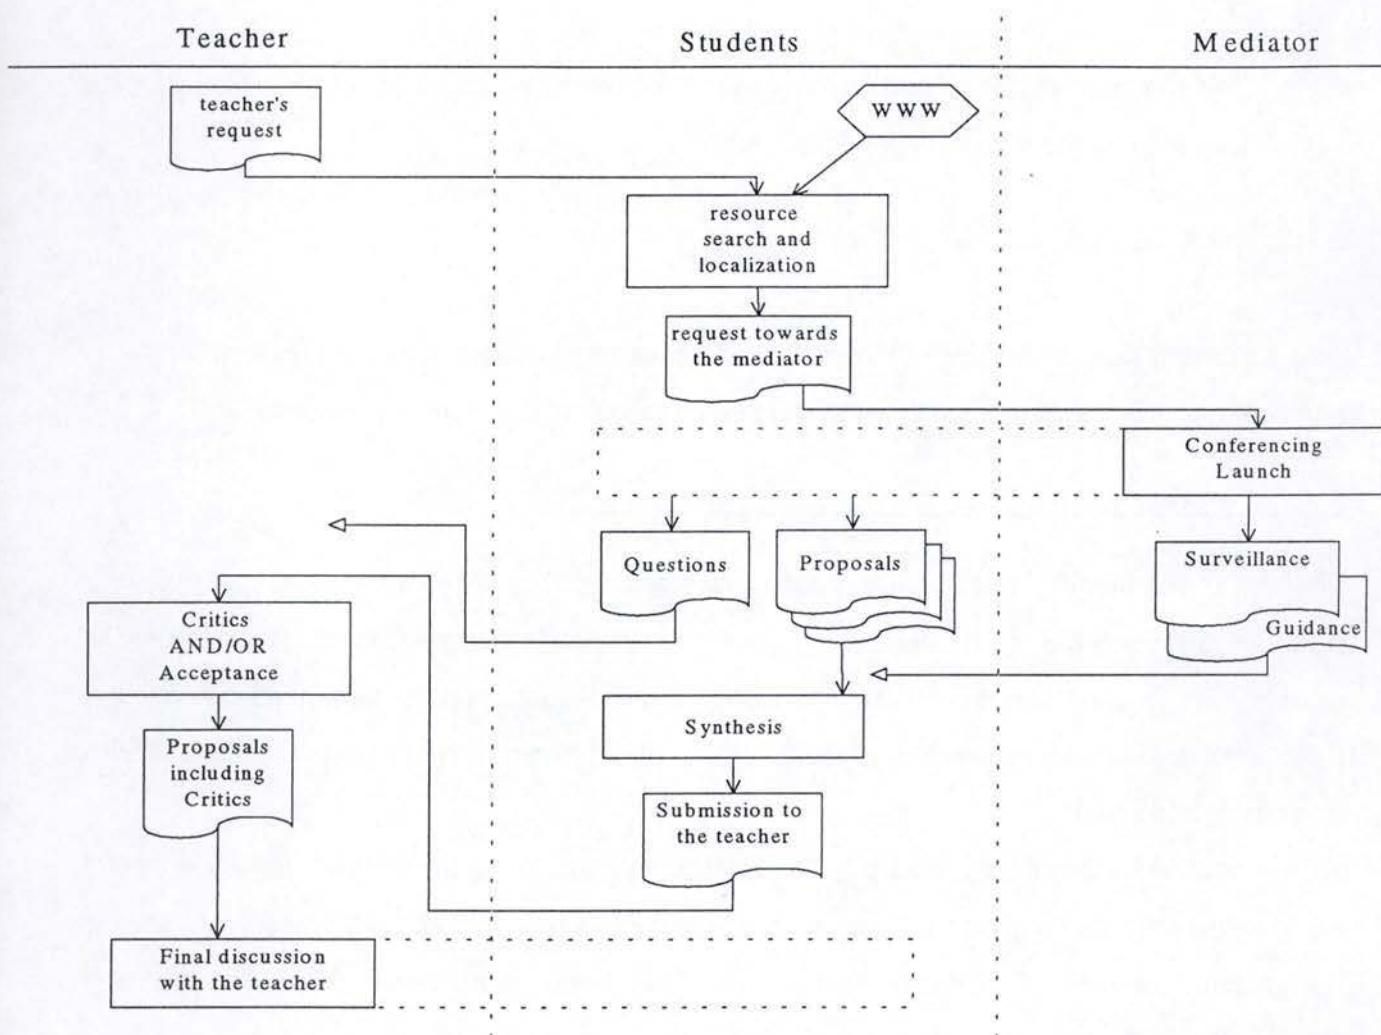 Teacher
Students
Mediator
teacher's
request
WWW
resource
search and
localization
request towards
the mediator
Conferencing
Launch
Questions
Proposals
Surveillance
Guidance
Critics
AND/OR
Acceptance
Synthesis
Proposals
including
Critics
Submission to
the teacher
Final discussion
with the teacher